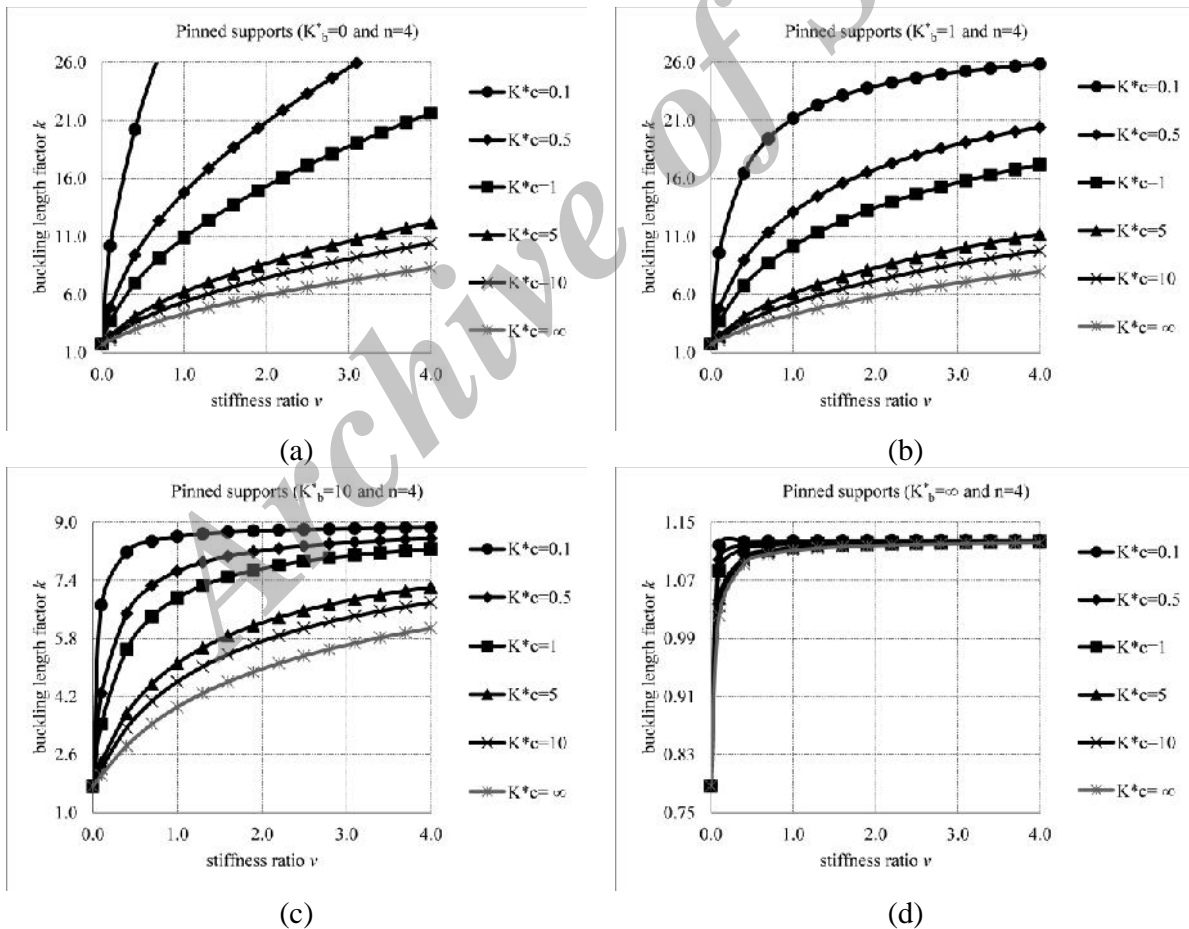 Pinned supports (K*b=0 and n=4)
buckling length factor k
26.0
21.0
16.0
11.0
6.0
1.0
0.0
1.0
2.0
3.0
4.0
stiffness ratio v
K*c=0.1
K*c=0.5
K*c=1
K*c=5
K*c=10
K*c= ∞
(a)
Pinned supports (K*b=1 and n=4)
buckling length factor k
26.0
21.0
16.0
11.0
6.0
1.0
0.0
1.0
2.0
3.0
4.0
stiffness ratio v
K*c=0.1
K*c=0.5
K*c=1
K*c=5
K*c=10
K*c= ∞
(b)
Pinned supports (K*b=10 and n=4)
buckling length factor k
9.0
7.4
5.8
4.2
2.6
1.0
0.0
1.0
2.0
3.0
4.0
stiffness ratio v
K*c=0.1
K*c=0.5
K*c=1
K*c=5
K*c=10
K*c= ∞
(c)
Pinned supports (K*b=∞ and n=4)
buckling length factor k
1.15
1.07
0.99
0.91
0.83
0.75
0.0
1.0
2.0
3.0
4.0
stiffness ratio v
K*c=0.1
K*c=0.5
K*c=1
K*c=5
K*c=10
K*c= ∞
(d)
Archive of